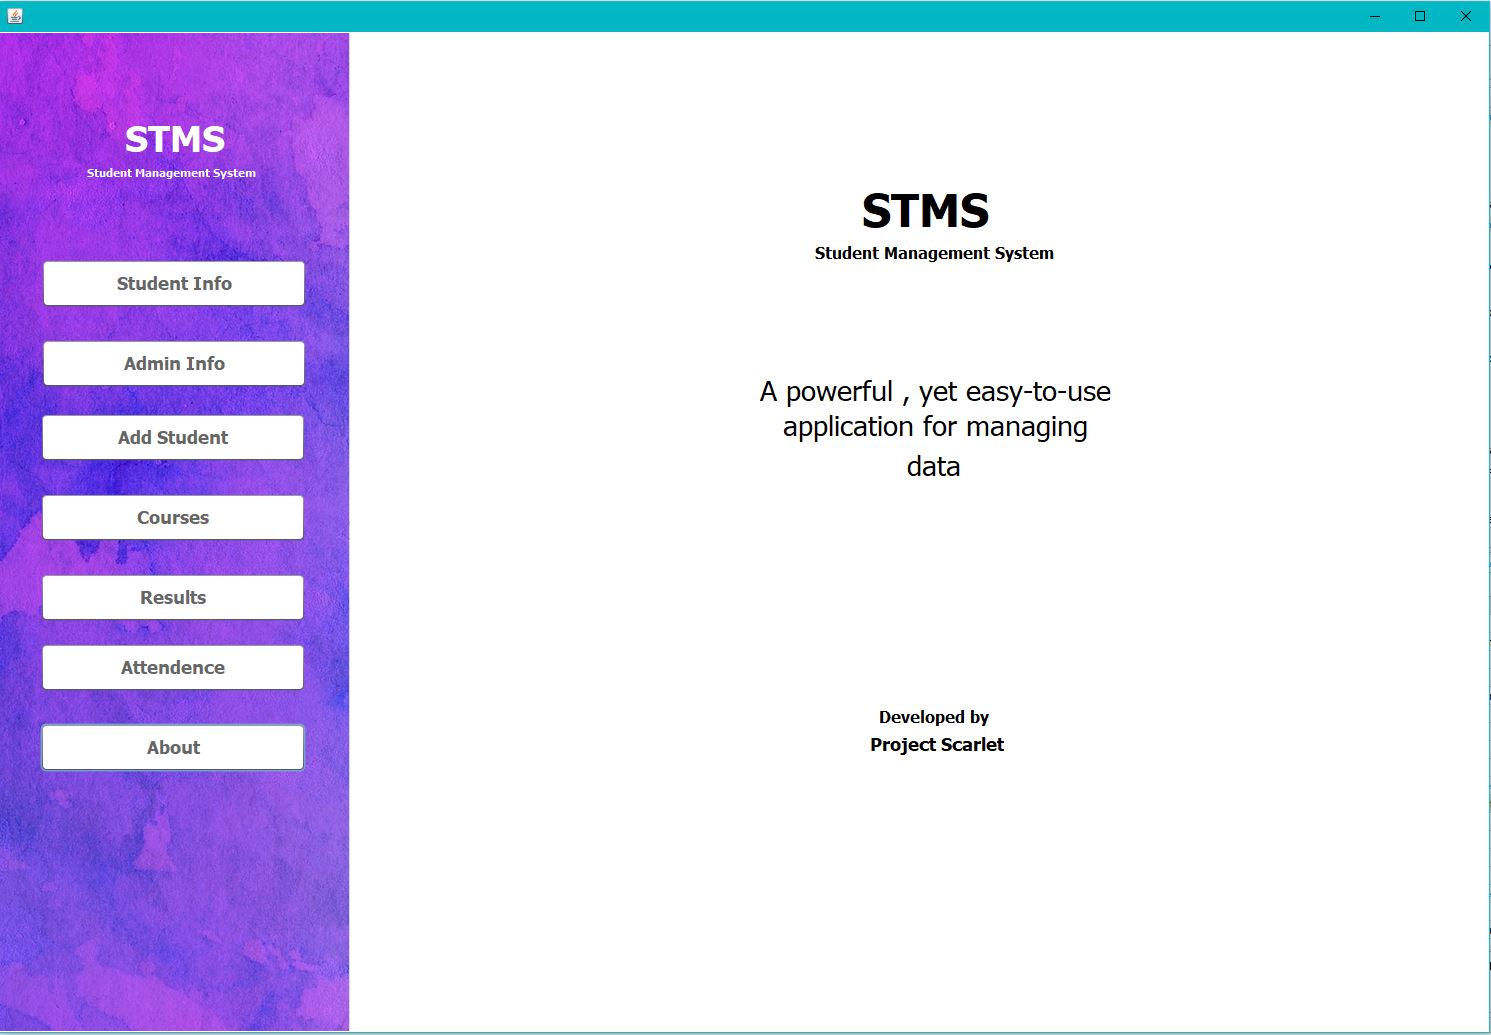 STMS
Student Management System
Student Info
Admin Info
Add Student
Courses
Results
Attendence
About
STMS
Student Management System
A powerful , yet easy-to-use
application for managing
data
Developed by
Project Scarlet